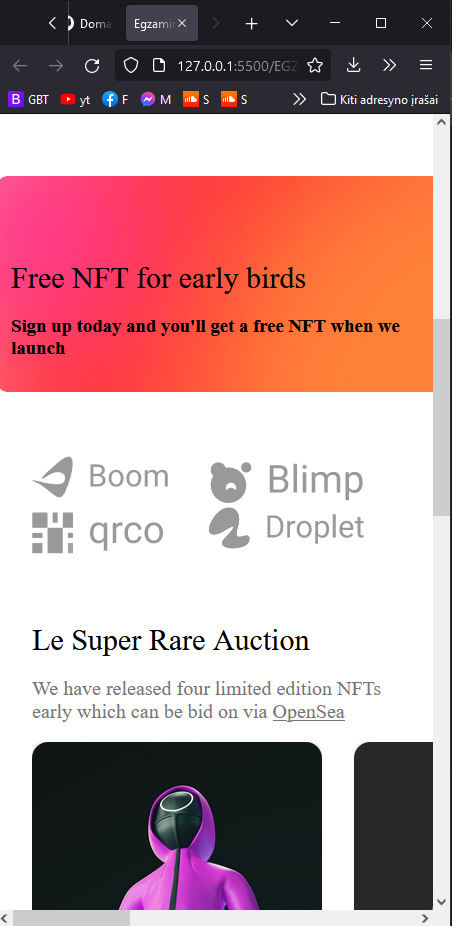 Doma
Egzamin
127.0.0.1:5500/EGZ
GBT
yt
F
M
S
S
Kiti adresyno įrašai
Free NFT for early birds
Sign up today and you'll get a free NFT when we
launch
Boom
Blimp
qrco
Droplet
Le Super Rare Auction
We have released four limited edition NFTs
early which can be bid on via OpenSea